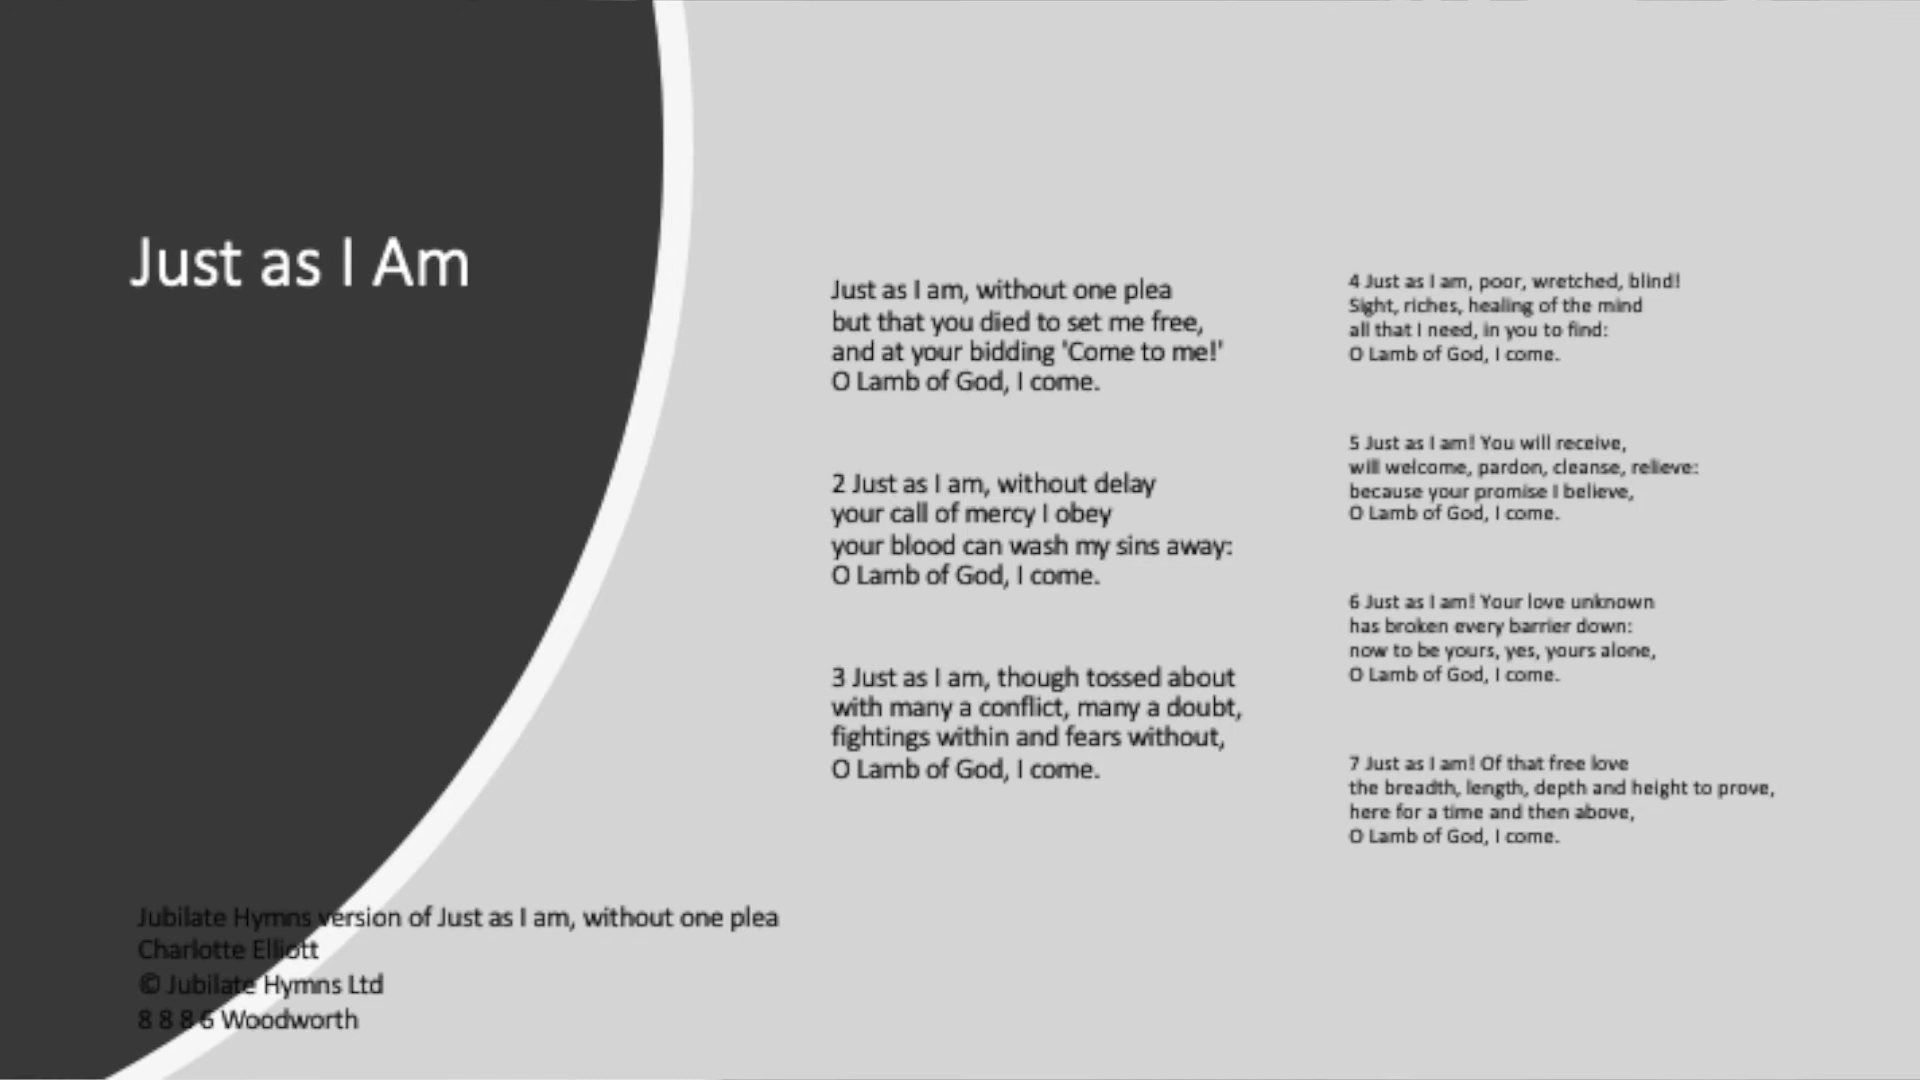 Just as I Am
Just as I am, without one plea
but that you died to set me free,
and at your bidding 'Come to me!'
O Lamb of God, I come.
2 Just as I am, without delay
your call of mercy I obey
your blood can wash my sins away:
O Lamb of God, I come.
3 Just as I am, though tossed about
with many a conflict, many a doubt,
fightings within and fears without,
O Lamb of God, I come.
4 Just as I am, poor, wretched, blind!
Sight, riches, healing of the mind
all that I need, in you to find:
O Lamb of God, I come.
5 Just as I am! You will receive,
will welcome, pardon, cleanse, relieve:
because your promise I believe,
O Lamb of God, I come.
6 Just as I am! Your love unknown
has broken every barrier down:
now to be yours, yes, yours alone,
O Lamb of God, I come.
7 Just as I am! Of that free love
the breadth, length, depth and height to prove,
here for a time and then above,
O Lamb of God, I come.
Jubilate Hymns version of Just as I am, without one plea
Charlotte Elliott
© Jubilate Hymns Ltd
8 8 8 6 Woodworth